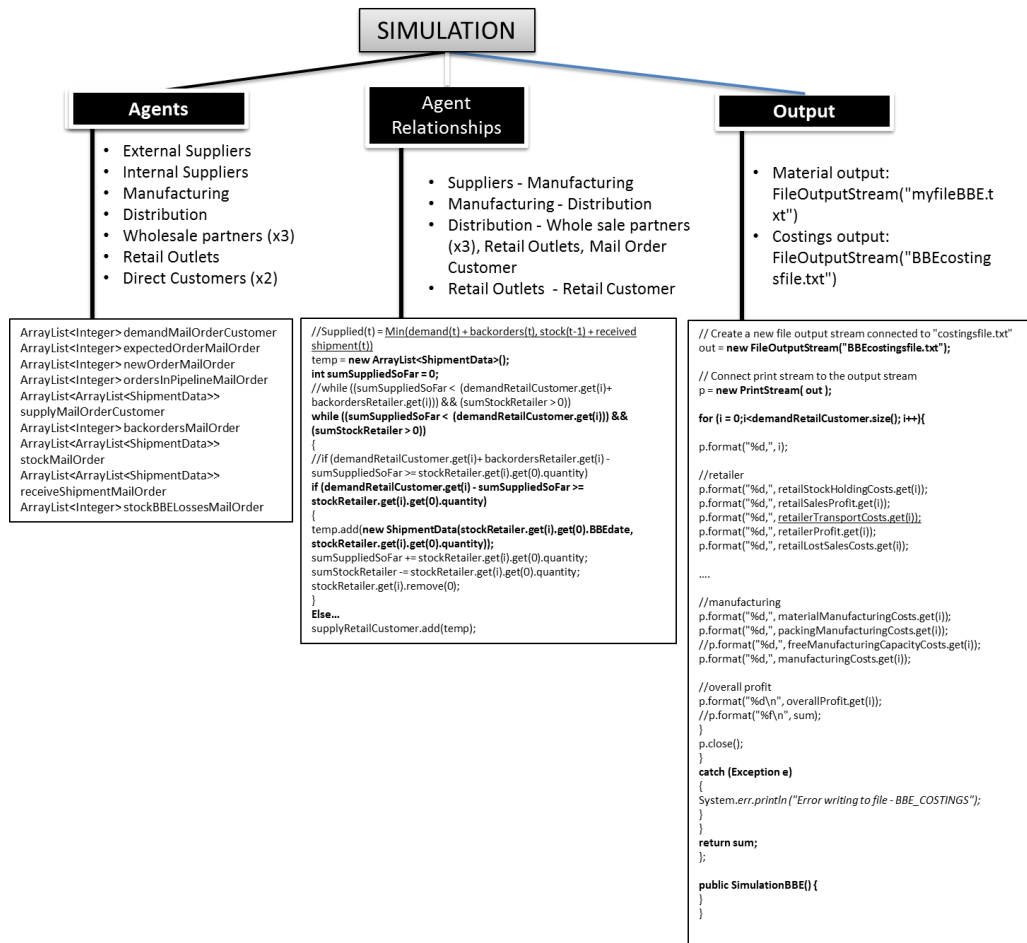 SIMULATION
Agents
• External Suppliers
• Internal Suppliers
• Manufacturing
• Distribution
• Wholesale partners (x3)
• Retail Outlets
• Direct Customers (x2)
ArrayList<Integer> demandMailOrderCustomer
ArrayList<Integer> expectedOrderMailOrder
ArrayList<Integer> newOrderMailOrder
ArrayList<Integer> ordersInPipelineMailOrder
ArrayList<ArrayList<ShipmentData>>
supplyMailOrderCustomer
ArrayList<Integer> backordersMailOrder
ArrayList<ArrayList<ShipmentData>>
stockMailOrder
ArrayList<ArrayList<ShipmentData>>
receiveShipmentMailOrder
ArrayList<Integer> stockBBELossesMailOrder
Agent
Relationships
• Suppliers - Manufacturing
• Manufacturing - Distribution
• Distribution - Whole sale partners
(x3), Retail Outlets, Mail Order
Customer
• Retail Outlets - Retail Customer
//Supplied(t) = Min(demand(t) + backorders(t), stock(t-1) + received
shipment(t))
temp = new ArrayList<ShipmentData>();
int sumSuppliedSoFar = 0;
//while ((sumSuppliedSoFar < (demandRetailCustomer.get(i)+
backordersRetailer.get(i))) && (sumStockRetailer > 0))
while ((sumSuppliedSoFar < (demandRetailCustomer.get(i))) &&
(sumStockRetailer > 0))
{
//if (demandRetailCustomer.get(i)+ backordersRetailer.get(i) -
sumSuppliedSoFar >= stockRetailer.get(i).get(0).quantity)
if (demandRetailCustomer.get(i) - sumSuppliedSoFar >=
stockRetailer.get(i).get(0).quantity)
{
temp.add(new ShipmentData(stockRetailer.get(i).get(0).BBEdate,
stockRetailer.get(i).get(0).quantity));
sumSuppliedSoFar += stockRetailer.get(i).get(0).quantity;
sumStockRetailer -= stockRetailer.get(i).get(0).quantity;
stockRetailer.get(i).remove(0);
}
Else...
supplyRetailCustomer.add(temp);
Output
• Material output:
FileOutputStream("myfileBBE.t
xt")
• Costings output:
FileOutputStream("BBEcosting
sfile.txt")
// Create a new file output stream connected to "costingsfile.txt"
out = new FileOutputStream("BBEcostingsfile.txt");
// Connect print stream to the output stream
p = new PrintStream( out );
for (i = 0;i<demandRetailCustomer.size(); i++){
p.format("%d,", i);
//retailer
p.format("%d,", retailStockHoldingCosts.get(i));
p.format("%d,", retailSalesProfit.get(i));
p.format("%d,", retailerTransportCosts.get(i));
p.format("%d,", retailerProfit.get(i));
p.format("%d,", retailLostSalesCosts.get(i));
....
//manufacturing
p.format("%d,", materialManufacturingCosts.get(i));
p.format("%d,", packingManufacturingCosts.get(i));
//p.format("%d,", freeManufacturingCapacityCosts.get(i));
p.format("%d,", manufacturingCosts.get(i));
//overall profit
p.format("%d\n", overallProfit.get(i));
//p.format("%f\n", sum);
}
p.close();
}
catch (Exception e)
{
System.err.println ("Error writing to file - BBE_COSTINGS");
}
}
return sum;
};
public SimulationBBE() {
}
}